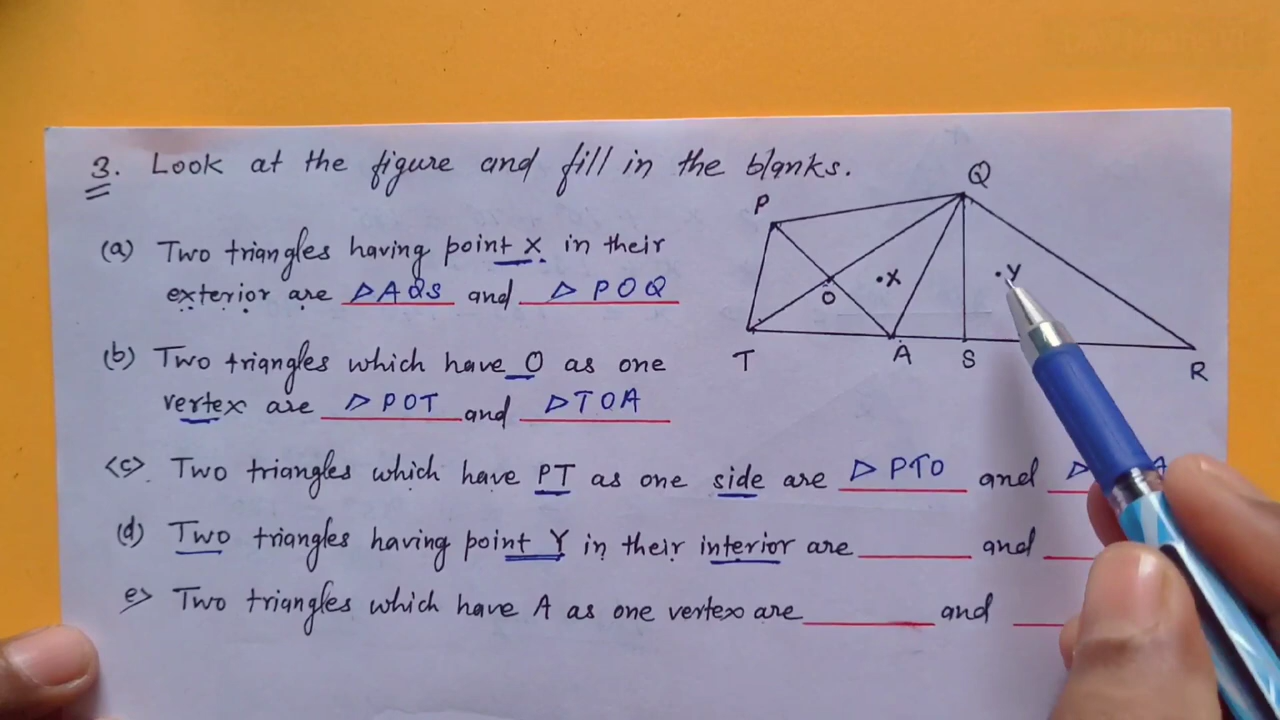 3. Look at the figure and fill in the blanks.
(a) Two triangles having point X in their
exterior are △AQS and △POQ
(b) Two triangles which have O as one
vertex are △POT and △TOA
(c) Two triangles which have PT as one side are △PTO and △ A
(d) Two triangles having point Y in their interior are and
e) Two triangles which have A as one vertex are and
Q
P
X
Y
O
T
A
S
R